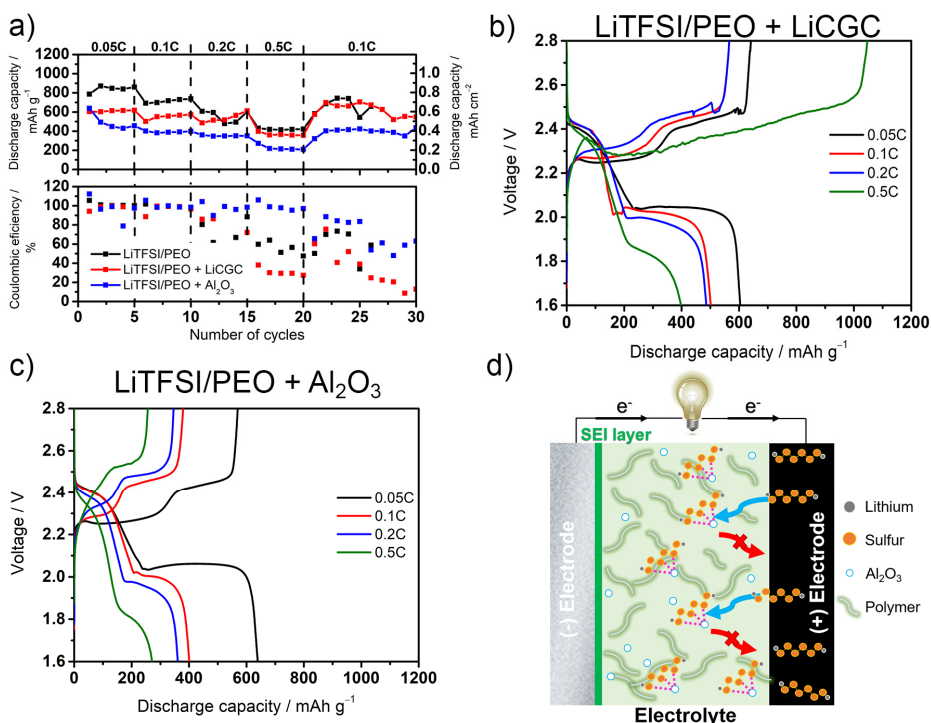 a)
0.05C 0.1C 0.2C 0.5C 0.1C
Discharge capacity /
mAh g⁻¹
1200
1000
800
600
400
200
0
1.0
0.8
0.6
0.4
0.2
0.0
Discharge capacity /
mAh cm⁻²
Coulombic eficiency /
%
120
100
80
60
40
20
0
LiTFSI/PEO
LiTFSI/PEO + LiCGC
LiTFSI/PEO + Al₂O₃
0 5 10 15 20 25 30
Number of cycles
b)
LiTFSI/PEO + LiCGC
Voltage / V
2.8
2.6
2.4
2.2
2.0
1.8
1.6
0.05C
0.1C
0.2C
0.5C
0 200 400 600 800 1000 1200
Discharge capacity / mAh g⁻¹
c)
LiTFSI/PEO + Al₂O₃
Voltage / V
2.8
2.6
2.4
2.2
2.0
1.8
1.6
0.05C
0.1C
0.2C
0.5C
0 200 400 600 800 1000 1200
Discharge capacity / mAh g⁻¹
d)
e⁻ e⁻
SEI layer
(-) Electrode
(+) Electrode
Lithium
Sulfur
Al₂O₃
Polymer
Electrolyte